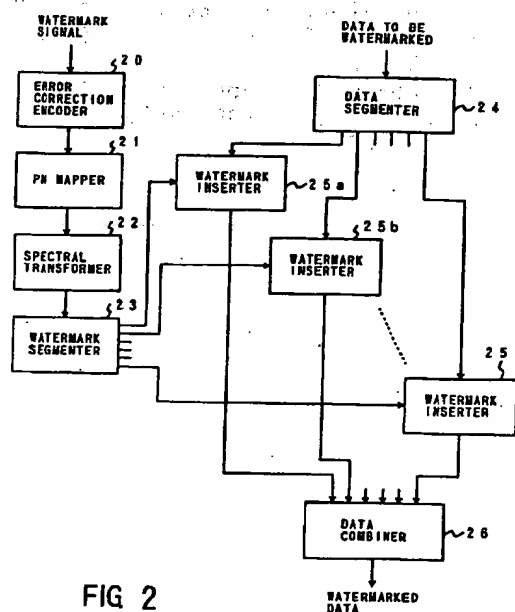 WATERMARK
SIGNAL
20
ERROR
CORRECTION
ENCODER
21
PN MAPPER
22
SPECTRAL
TRANSFORMER
23
WATERMARK
SEGMENTER
DATA TO BE
WATERMARKED
DATA
SEGMENTER
24
WATERMARK
INSERTER
25a
25b
WATERMARK
INSERTER
25
WATERMARK
INSERTER
DATA
COMBINER
26
WATERMARKED
DATA
FIG 2